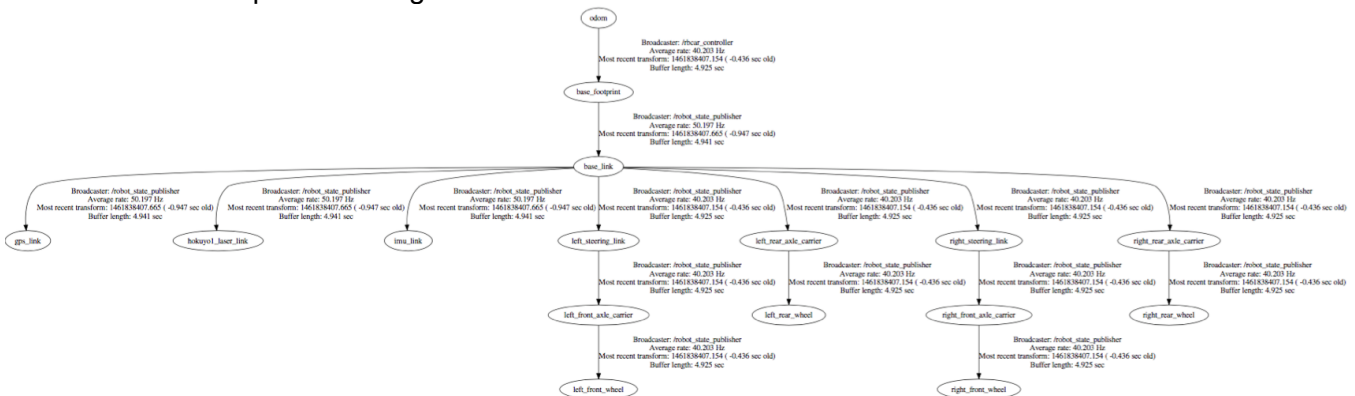 odom
Broadcaster: /rbcar_controller
Average rate: 40.203 Hz
Most recent transform: 1461838407.154 ( -0.436 sec old)
Buffer length: 4.925 sec
base_footprint
Broadcaster: /robot_state_publisher
Average rate: 50.197 Hz
Most recent transform: 1461838407.665 ( -0.947 sec old)
Buffer length: 4.941 sec
base_link
Broadcaster: /robot_state_publisher
Average rate: 50.197 Hz
Most recent transform: 1461838407.665 ( -0.947 sec old)
Buffer length: 4.941 sec
Broadcaster: /robot_state_publisher
Average rate: 50.197 Hz
Most recent transform: 1461838407.665 ( -0.947 sec old)
Buffer length: 4.941 sec
Broadcaster: /robot_state_publisher
Average rate: 50.197 Hz
Most recent transform: 1461838407.665 ( -0.947 sec old)
Buffer length: 4.941 sec
Broadcaster: /robot_state_publisher
Average rate: 40.203 Hz
Most recent transform: 1461838407.154 ( -0.436 sec old)
Buffer length: 4.925 sec
Broadcaster: /robot_state_publisher
Average rate: 40.203 Hz
Most recent transform: 1461838407.154 ( -0.436 sec old)
Buffer length: 4.925 sec
Broadcaster: /robot_state_publisher
Average rate: 40.203 Hz
Most recent transform: 1461838407.154 ( -0.436 sec old)
Buffer length: 4.925 sec
Broadcaster: /robot_state_publisher
Average rate: 40.203 Hz
Most recent transform: 1461838407.154 ( -0.436 sec old)
Buffer length: 4.925 sec
gps_link
hokuyo1_laser_link
imu_link
left_steering_link
left_rear_axle_carrier
right_steering_link
right_rear_axle_carrier
Broadcaster: /robot_state_publisher
Average rate: 40.203 Hz
Most recent transform: 1461838407.154 ( -0.436 sec old)
Buffer length: 4.925 sec
Broadcaster: /robot_state_publisher
Average rate: 40.203 Hz
Most recent transform: 1461838407.154 ( -0.436 sec old)
Buffer length: 4.925 sec
Broadcaster: /robot_state_publisher
Average rate: 40.203 Hz
Most recent transform: 1461838407.154 ( -0.436 sec old)
Buffer length: 4.925 sec
Broadcaster: /robot_state_publisher
Average rate: 40.203 Hz
Most recent transform: 1461838407.154 ( -0.436 sec old)
Buffer length: 4.925 sec
left_front_axle_carrier
left_rear_wheel
right_front_axle_carrier
right_rear_wheel
Broadcaster: /robot_state_publisher
Average rate: 40.203 Hz
Most recent transform: 1461838407.154 ( -0.436 sec old)
Buffer length: 4.925 sec
Broadcaster: /robot_state_publisher
Average rate: 40.203 Hz
Most recent transform: 1461838407.154 ( -0.436 sec old)
Buffer length: 4.925 sec
left_front_wheel
right_front_wheel